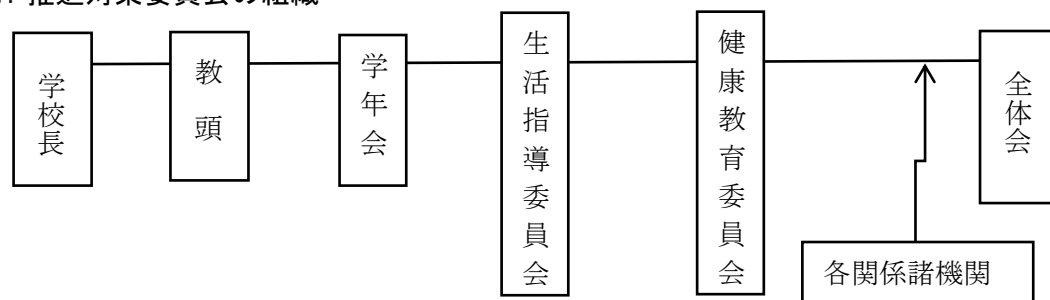 推進対策委員会の組織
学校長
教頭
学年会
生活指導委員会
健康教育委員会
全体会
各関係諸機関